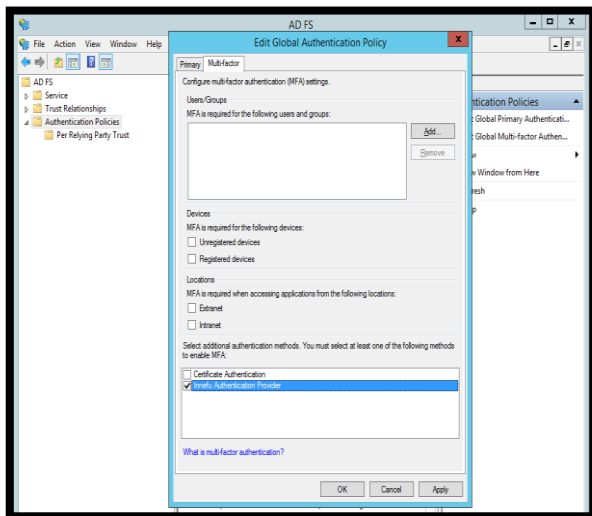 AD FS
File Action View Window Help
AD FS
Service
Trust Relationships
Authentication Policies
Per Relying Party Trust
Edit Global Authentication Policy
x
Primary Multi-factor
Configure multi-factor authentication (MFA) settings.
Users/Groups
MFA is required for the following users and groups:
Add...
Remove
Devices
MFA is required for the following devices:
Unregistered devices
Registered devices
Locations
MFA is required when accessing applications from the following locations:
Extranet
Intranet
Select additional authentication methods. You must select at least one of the following methods
to enable MFA:
Certificate Authentication
Innefu Authentication Provider
What is multi-factor authentication?
OK Cancel Apply
ntication Policies
Global Primary Authenticati...
Global Multi-factor Authen...
w
w Window from Here
resh
p